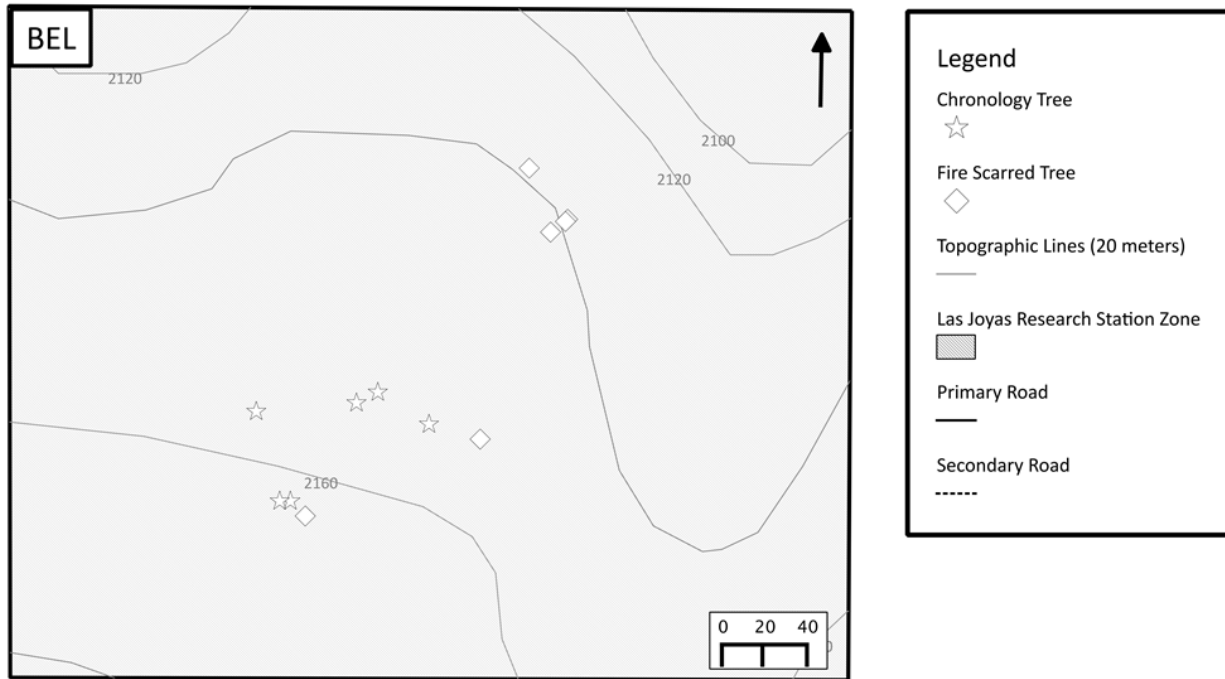 BEL
2120
2100
2120
2160
0 20 40
Legend
Chronology Tree
Fire Scarred Tree
Topographic Lines (20 meters)
Las Joyas Research Station Zone
Primary Road
Secondary Road